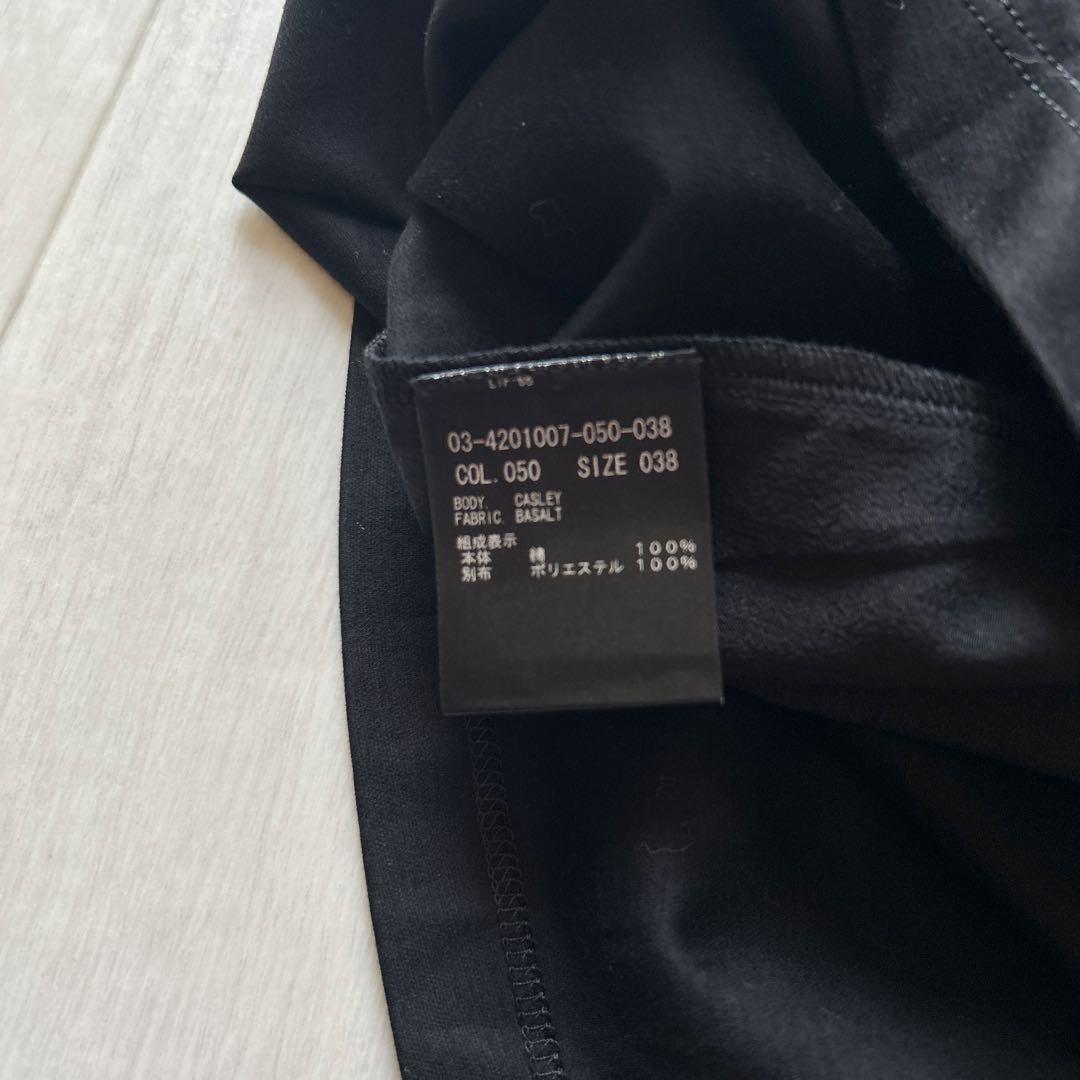 03-4201007-050-038
COL.050 SIZE 038
BODY. CASLEY
FABRIC. BASALT
組成表示
本体 綿 100%
別布 ポリエステル 100%